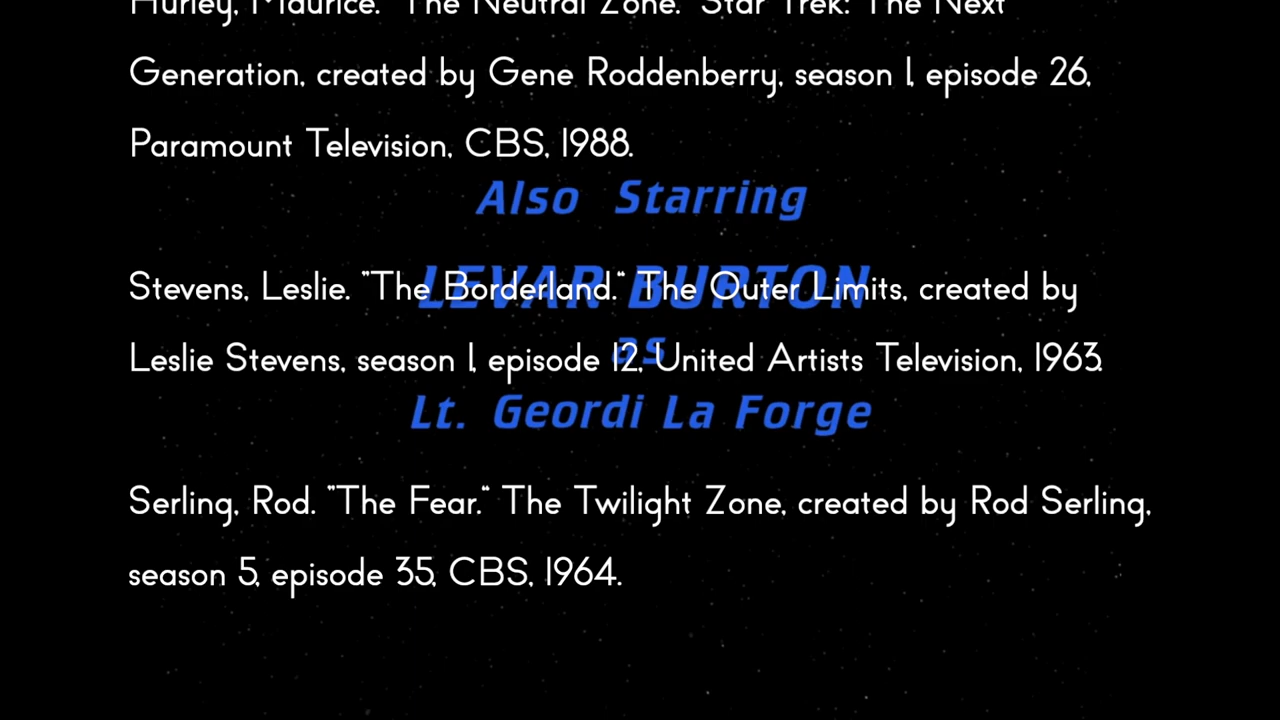 Hurley, Maurice. "The Neutral Zone." Star Trek: The Next
Generation, created by Gene Roddenberry, season 1, episode 26,
Paramount Television, CBS, 1988.
Also Starring
LEVAR BURTON
Stevens, Leslie. "The Borderland." The Outer Limits, created by
as
Leslie Stevens, season 1, episode 12, United Artists Television, 1963.
Lt. Geordi La Forge
Serling, Rod. "The Fear." The Twilight Zone, created by Rod Serling,
season 5, episode 35, CBS, 1964.